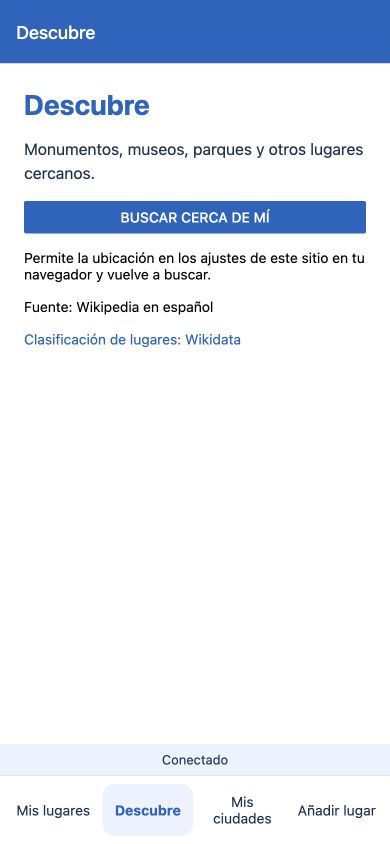 Descubre
Descubre
Monumentos, museos, parques y otros lugares
cercanos.
BUSCAR CERCA DE MÍ
Permite la ubicación en los ajustes de este sitio en tu
navegador y vuelve a buscar.
Fuente: Wikipedia en español
Clasificación de lugares: Wikidata
Conectado
Mis lugares
Descubre
Mis
ciudades
Añadir lugar